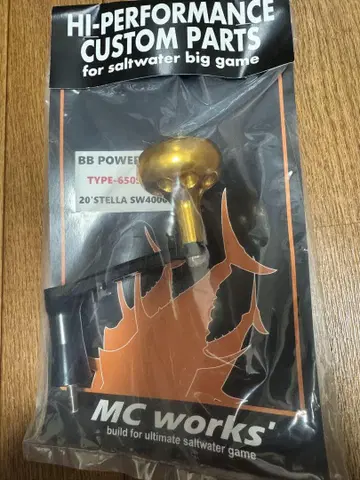 HI-PERFORMANCE
CUSTOM PARTS
for saltwater big game
BB POWER
TYPE-650
20'STELLA SW4000
MC works'
build for ultimate saltwater game